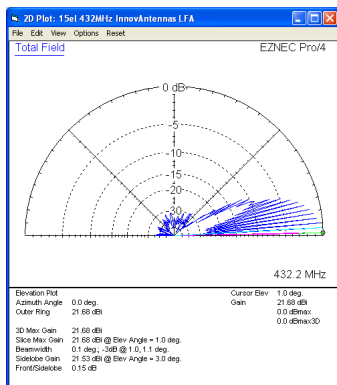 2D Plot: 15el 432MHz InnovAntennas LFA
File Edit View Options Reset
Total Field
EZNEC Pro/4
0 dB
-5
-10
-15
-20
-30
432.2 MHz
Elevation Plot
Azimuth Angle 0.0 deg.
Outer Ring 21.68 dBi
Cursor Elev 1.0 deg.
Gain 21.68 dBi
0.0 dBmax
0.0 dBmax3D
3D Max Gain 21.68 dBi
Slice Max Gain 21.68 dBi @ Elev Angle = 1.0 deg.
Beamwidth 0.1 deg.; -3dB @ 1.0, 1.1 deg.
Sidelobe Gain 21.53 dBi @ Elev Angle = 3.0 deg.
Front/Sidelobe 0.15 dB